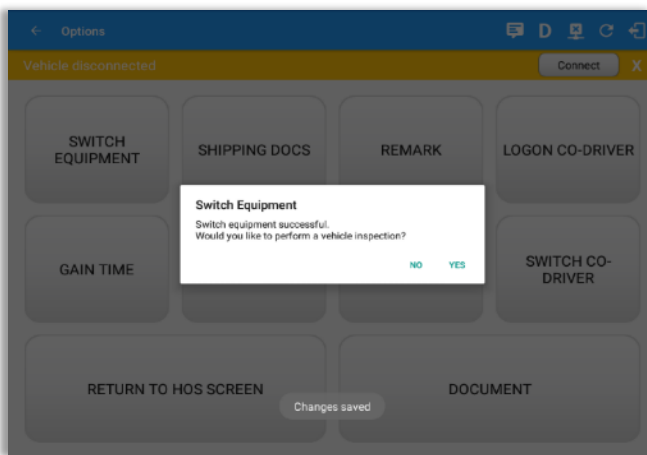 Options
D
Vehicle disconnected
Connect
X
SWITCH
EQUIPMENT
SHIPPING DOCS
REMARK
LOGON CO-DRIVER
Switch Equipment
Switch equipment successful.
Would you like to perform a vehicle inspection?
NO
YES
GAIN TIME
SWITCH CO-
DRIVER
RETURN TO HOS SCREEN
DOCUMENT
Changes saved